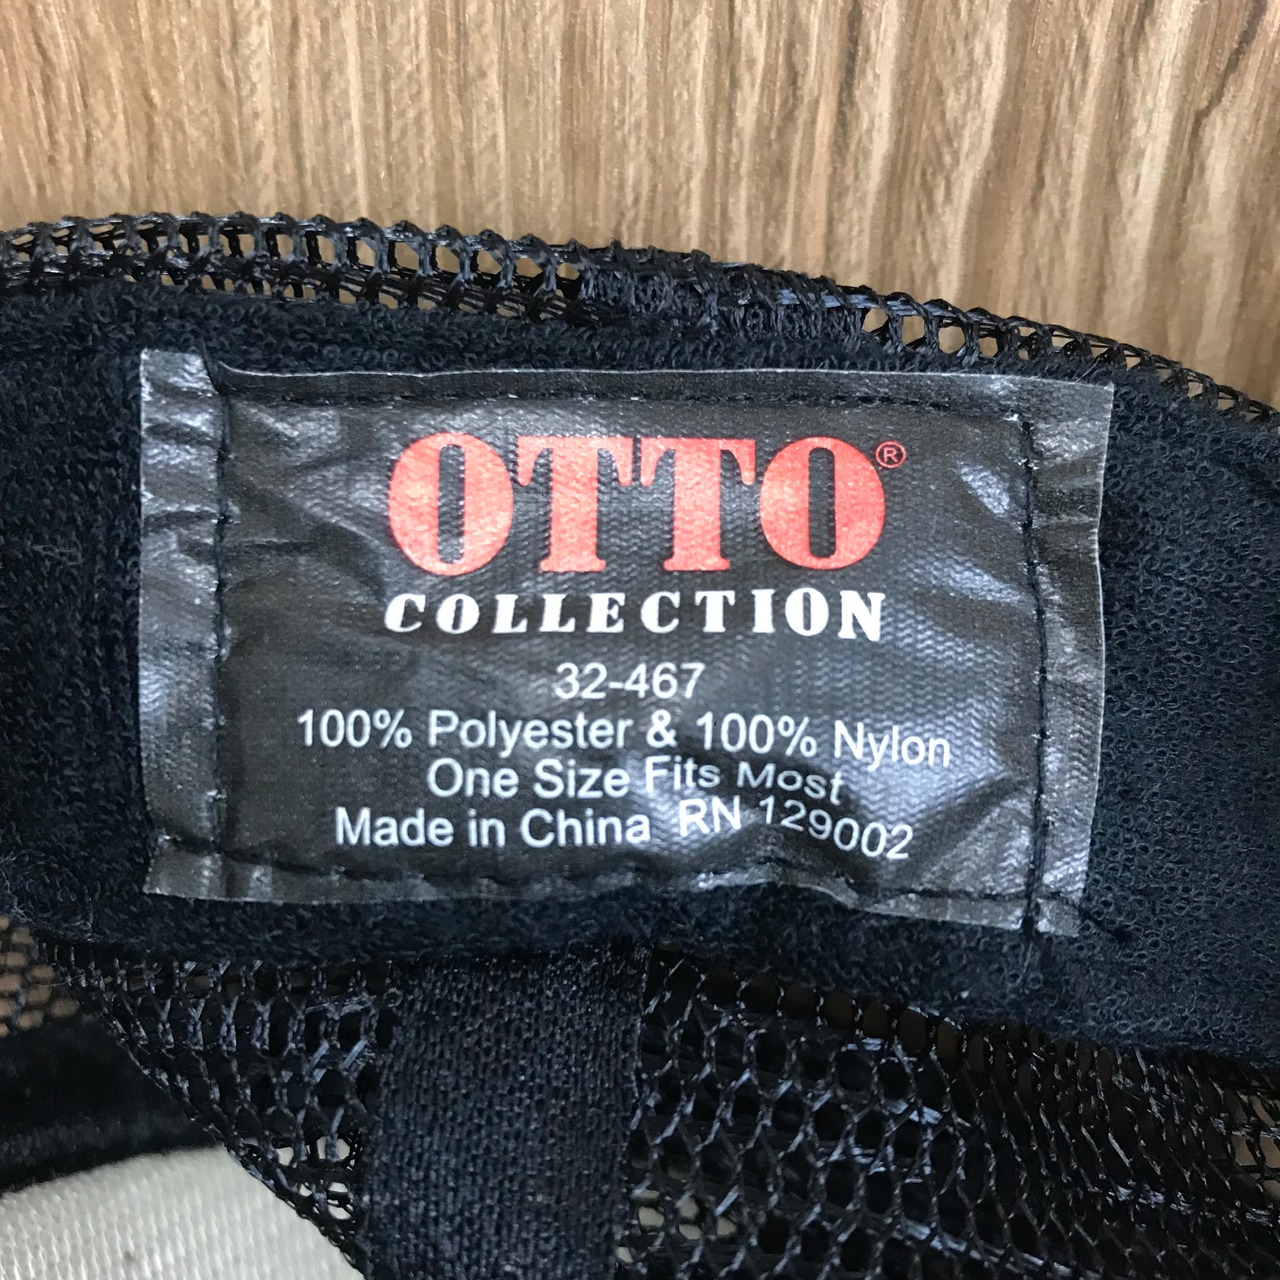 OTTO®
COLLECTION
32-467
100% Polyester & 100% Nylon
One Size Fits Most
Made in China RN 129002